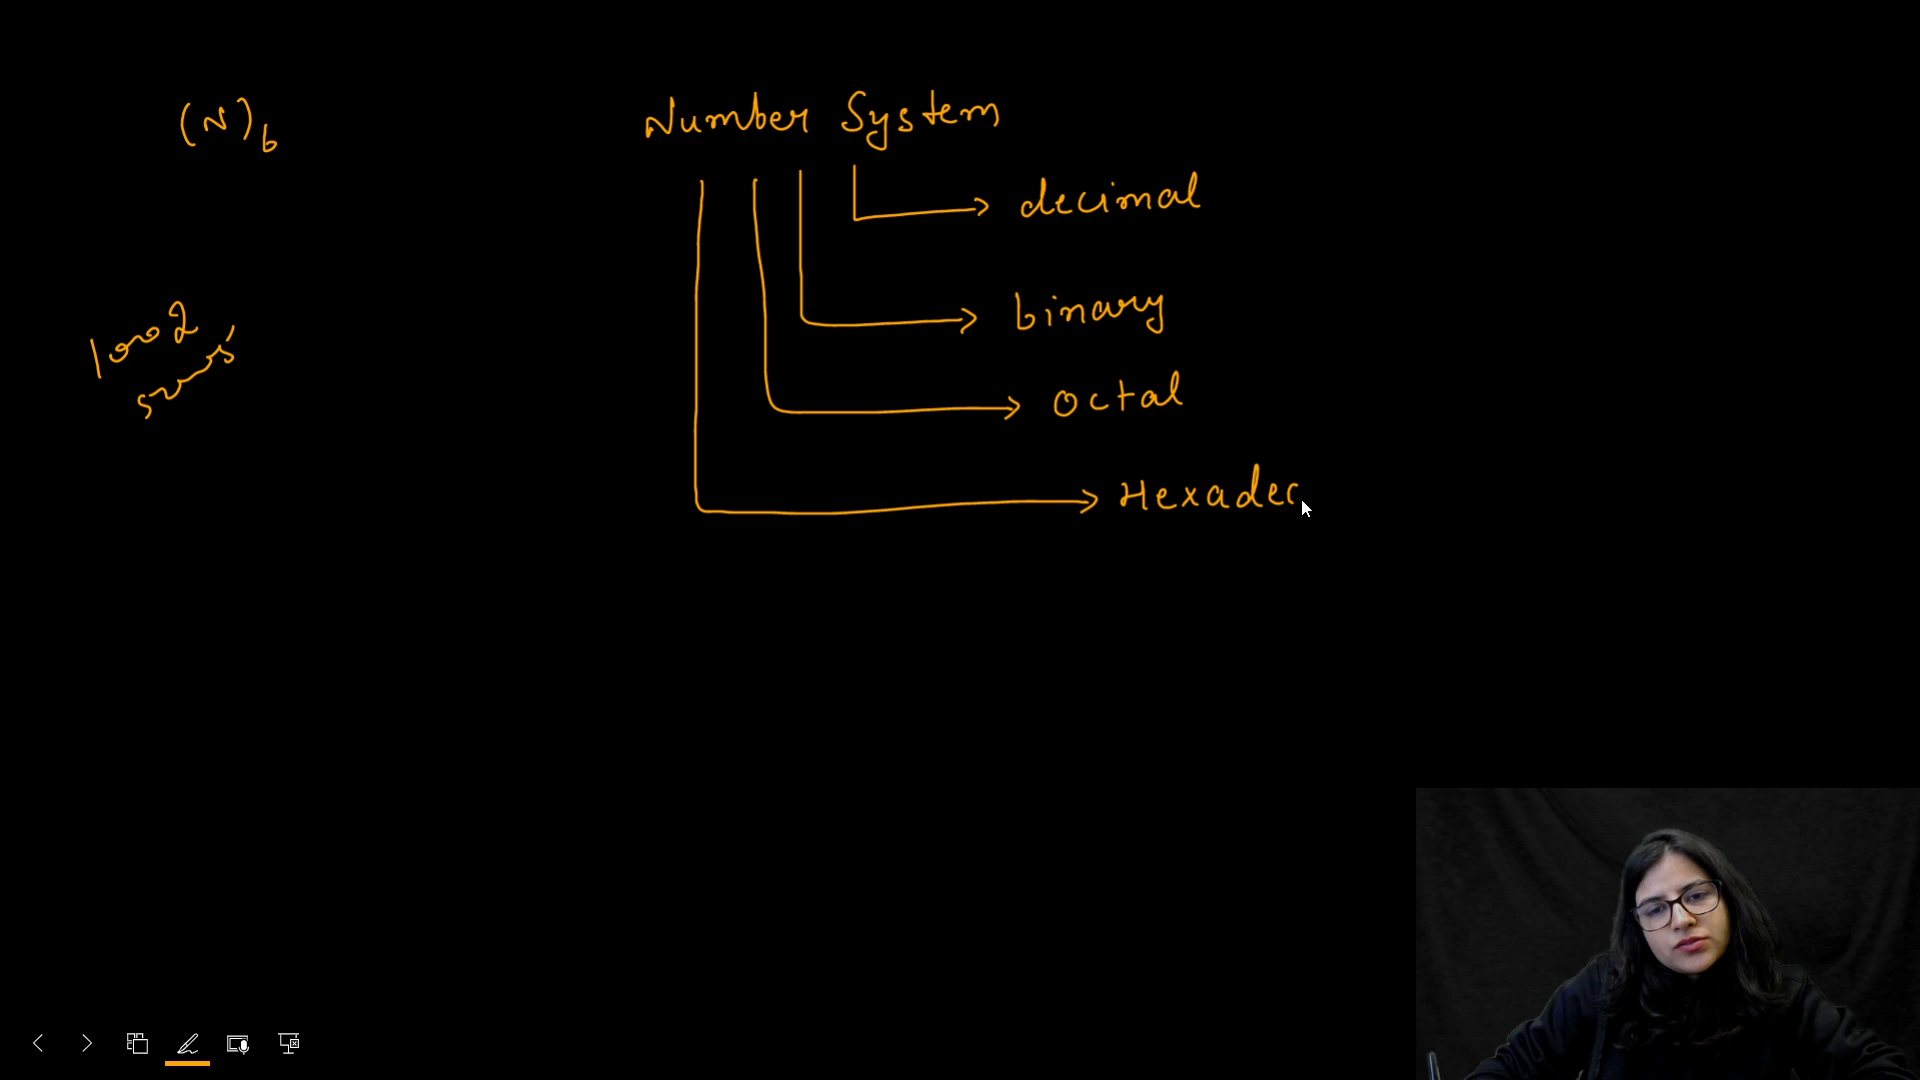 (N)b
Number System
decimal
binary
Octal
Hexadec